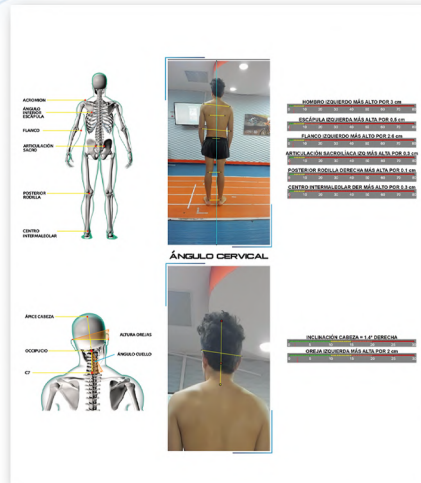 ACROMION
ÁNGULO
INFERIOR
ESCÁPULA
FLANCO
ARTICULACIÓN
SACRO
POSTERIOR
RODILLA
CENTRO
INTERMALEOLAR
HOMBRO IZQUIERDO MÁS ALTO POR 3 cm
ESCÁPULA IZQUIERDA MÁS ALTA POR 0.8 cm
FLANCO IZQUIERDO MÁS ALTO POR 2.6 cm
ARTICULACIÓN SACROILÍACA IZQ MÁS ALTA POR 0.3 cm
POSTERIOR RODILLA DERECHA MÁS ALTA POR 0.1 cm
CENTRO INTERMALEOLAR DER MÁS ALTO POR 0.3 cm
ÁNGULO CERVICAL
ÁPICE CABEZA
ALTURA OREJAS
OCCIPUCIO
ÁNGULO CUELLO
C7
INCLINACIÓN CABEZA = 1.4° DERECHA
OREJA IZQUIERDA MÁS ALTA POR 2 cm